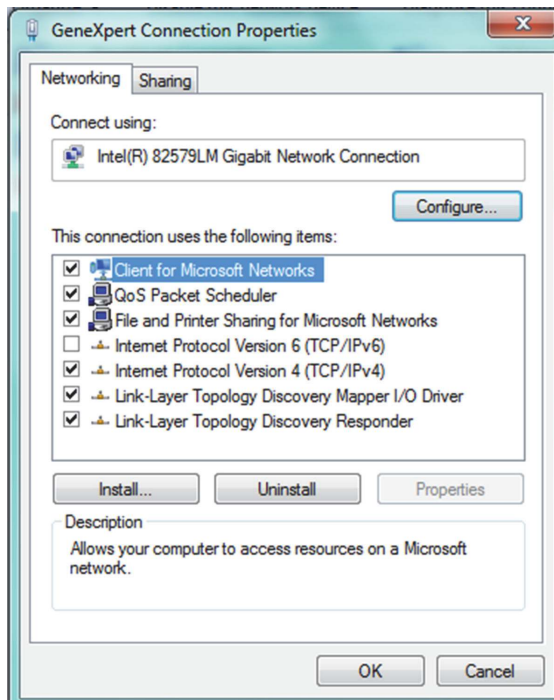 GeneXpert Connection Properties
Networking Sharing
Connect using:
Intel(R) 82579LM Gigabit Network Connection
Configure...
This connection uses the following items:
Client for Microsoft Networks
QoS Packet Scheduler
File and Printer Sharing for Microsoft Networks
Internet Protocol Version 6 (TCP/IPv6)
Internet Protocol Version 4 (TCP/IPv4)
Link-Layer Topology Discovery Mapper I/O Driver
Link-Layer Topology Discovery Responder
Install... Uninstall Properties
Description
Allows your computer to access resources on a Microsoft
network.
OK Cancel